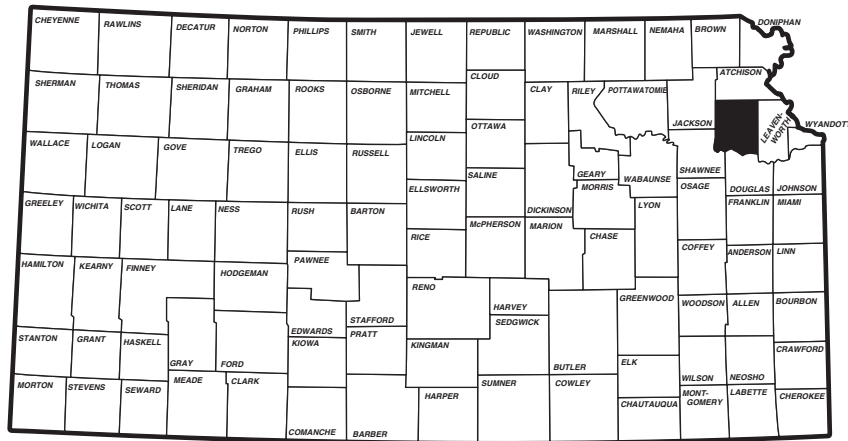 CHEYENNE
RAWLINS
DECATUR
NORTON
PHILLIPS
SMITH
JEWELL
REPUBLIC
WASHINGTON
MARSHALL
NEMAHA
BROWN
DONIPHAN
SHERMAN
THOMAS
SHERIDAN
GRAHAM
ROOKS
OSBORNE
MITCHELL
CLOUD
CLAY
RILEY
POTTAWATOMIE
JACKSON
ATCHISON
LEAVEN-
WORTH
WYANDOTT
WALLACE
LOGAN
GOVE
TREGO
ELLIS
RUSSELL
LINCOLN
OTTAWA
GEARY
WABAUNSE
SHAWNEE
DOUGLAS
JOHNSON
GREELEY
WICHITA
SCOTT
LANE
NESS
RUSH
BARTON
ELLSWORTH
SALINE
DICKINSON
MORRIS
LYON
OSAGE
FRANKLIN
MIAMI
HAMILTON
KEARNY
FINNEY
HODGEMAN
PAWNEE
RICE
McPHERSON
MARION
CHASE
COFFEY
ANDERSON
LINN
STANTON
GRANT
HASKELL
GRAY
FORD
EDWARDS
KIOWA
STAFFORD
PRATT
RENO
KINGMAN
HARVEY
SEDGWICK
BUTLER
GREENWOOD
ELK
WOODSON
ALLEN
BOURBON
WILSON
NEOSHO
CRAWFORD
MORTON
STEVENS
SEWARD
MEADE
CLARK
COMANCHE
BARBER
HARPER
SUMNER
COWLEY
CHAUTAUQUA
MONT-
GOMERY
LABETTE
CHEROKEE